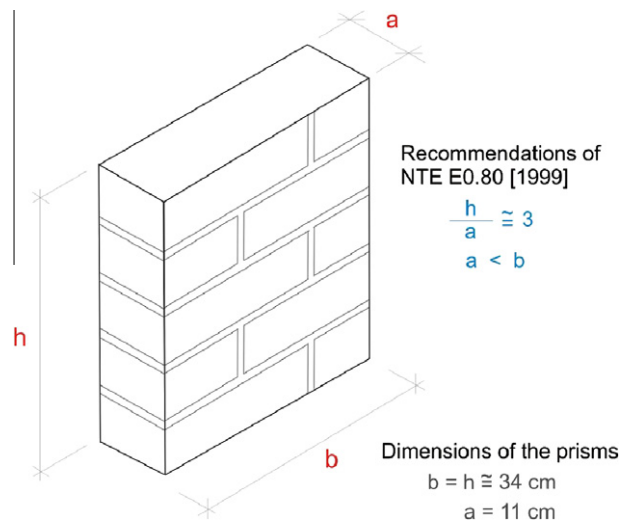 a
Recommendations of
NTE E0.80 [1999]
h
a
≅ 3
a < b
h
b
Dimensions of the prisms
b = h ≅ 34 cm
a = 11 cm